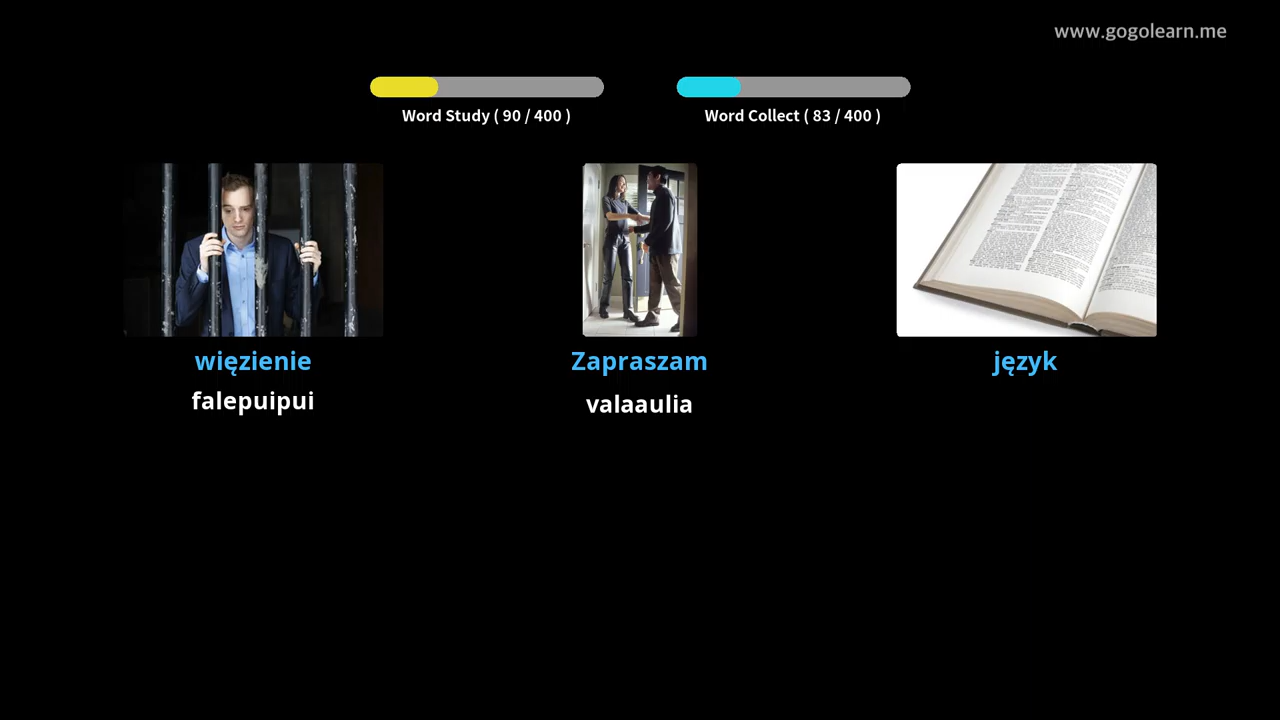 www.gogolearn.me
Word Study ( 90 / 400 )
Word Collect ( 83 / 400 )
więzienie
Zapraszam
język
falepuipui
valaaulia